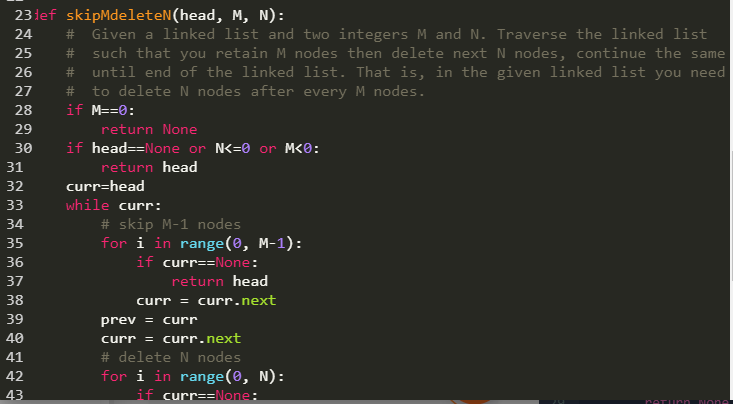 23 def skipMdeleteN(head, M, N):
24 # Given a linked list and two integers M and N. Traverse the linked list
25 # such that you retain M nodes then delete next N nodes, continue the same
26 # until end of the linked list. That is, in the given linked list you need
27 # to delete N nodes after every M nodes.
28 if M==0:
29 return None
30 if head==None or N<=0 or M<0:
31 return head
32 curr=head
33 while curr:
34 # skip M-1 nodes
35 for i in range(0, M-1):
36 if curr==None:
37 return head
38 curr = curr.next
39 prev = curr
40 curr = curr.next
41 # delete N nodes
42 for i in range(0, N):
43 if curr==None:
return None